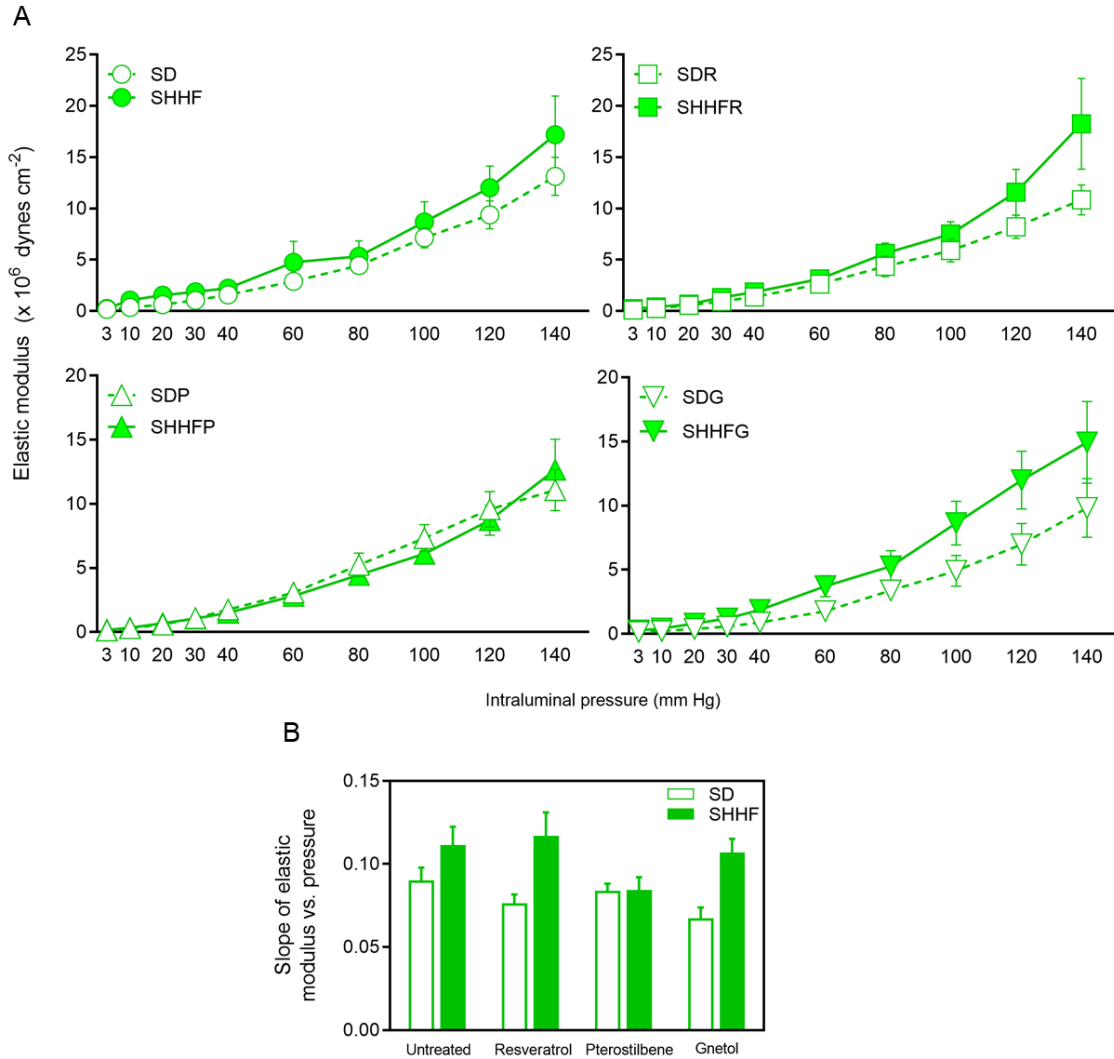 A
Elastic modulus (x 10⁶ dynes cm⁻²)
25
20
15
10
5
0
SD
SHHF
3 10 20 30 40 60 80 100 120 140
25
20
15
10
5
0
SDR
SHHFR
3 10 20 30 40 60 80 100 120 140
20
15
10
5
0
SDP
SHHFP
3 10 20 30 40 60 80 100 120 140
20
15
10
5
0
SDG
SHHFG
3 10 20 30 40 60 80 100 120 140
Intraluminal pressure (mm Hg)
B
Slope of elastic
modulus vs. pressure
0.15
0.10
0.05
0.00
SD
SHHF
Untreated Resveratrol Pterostilbene Gnetol